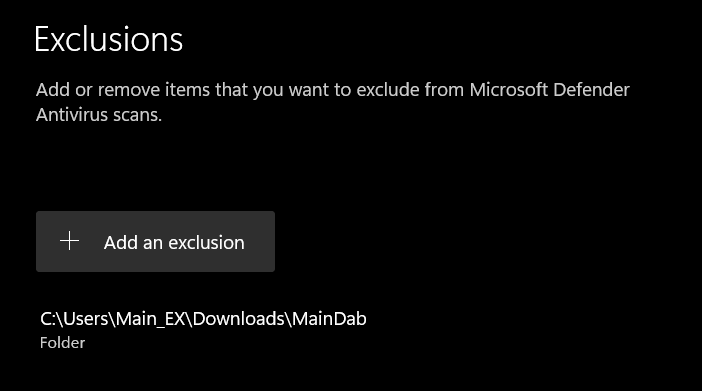 Exclusions
Add or remove items that you want to exclude from Microsoft Defender
Antivirus scans.
Add an exclusion
C:\Users\Main_EX\Downloads\MainDab
Folder